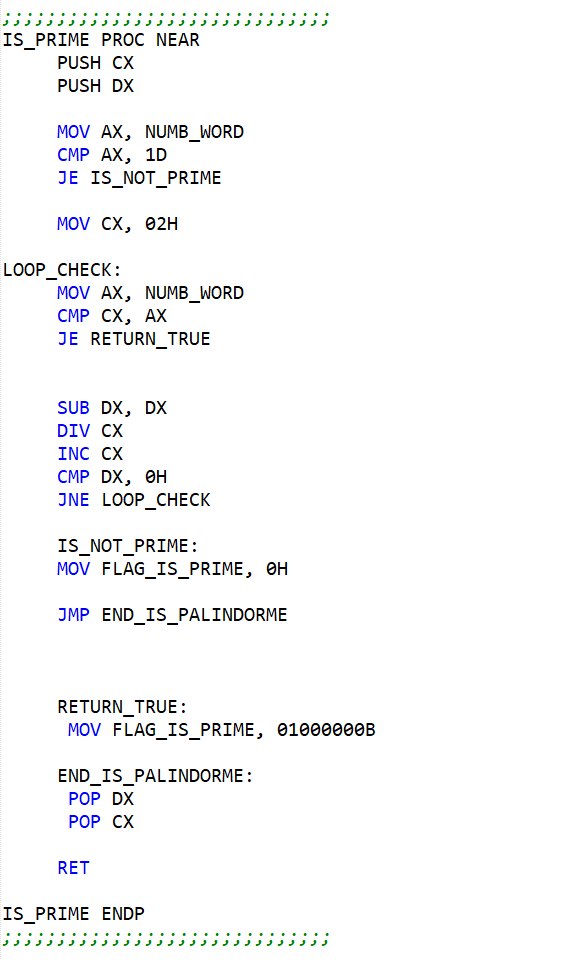 ;;;;;;;;;;;;;;;;;;;;;;;;;;;;;;
IS_PRIME PROC NEAR
PUSH CX
PUSH DX
MOV AX, NUMB_WORD
CMP AX, 1D
JE IS_NOT_PRIME
MOV CX, 02H
LOOP_CHECK:
MOV AX, NUMB_WORD
CMP CX, AX
JE RETURN_TRUE
SUB DX, DX
DIV CX
INC CX
CMP DX, 0H
JNE LOOP_CHECK
IS_NOT_PRIME:
MOV FLAG_IS_PRIME, 0H
JMP END_IS_PALINDORME
RETURN_TRUE:
MOV FLAG_IS_PRIME, 01000000B
END_IS_PALINDORME:
POP DX
POP CX
RET
IS_PRIME ENDP
;;;;;;;;;;;;;;;;;;;;;;;;;;;;;;